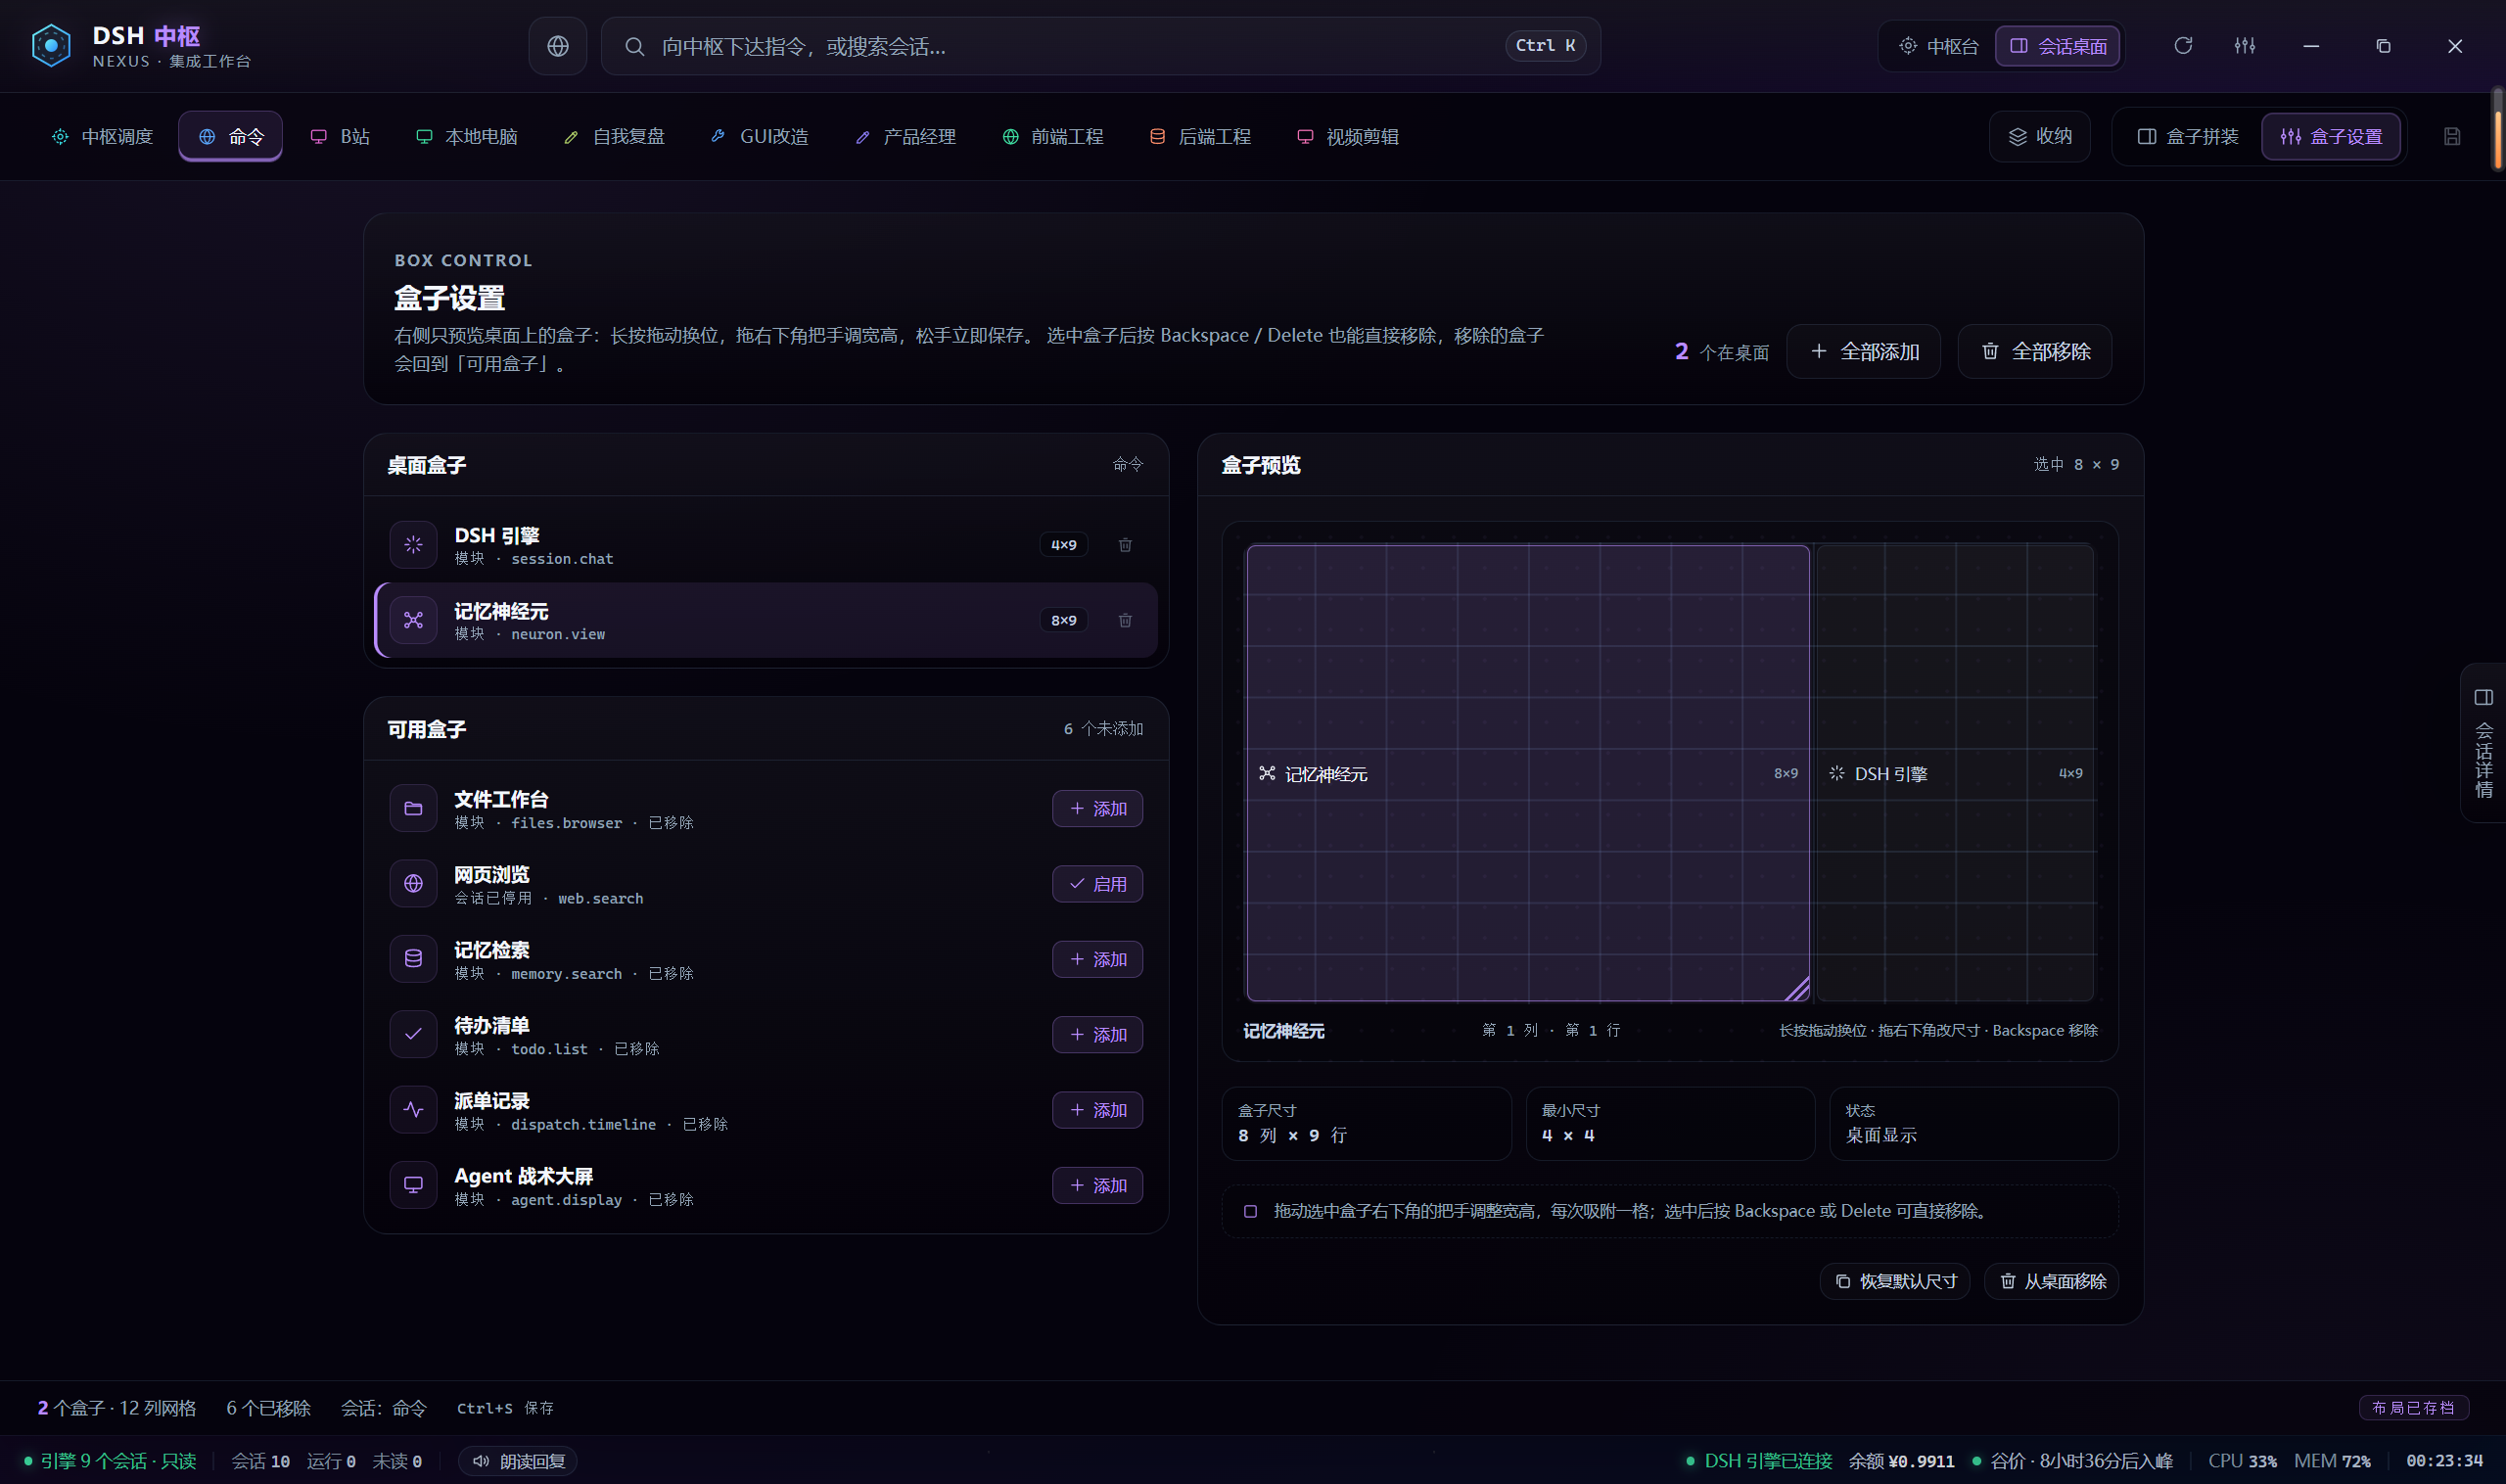 DSH 中枢
NEXUS · 集成工作台
向中枢下达指令，或搜索会话...
Ctrl K
中枢台
会话桌面
中枢调度
命令
B站
本地电脑
自我复盘
GUI改造
产品经理
前端工程
后端工程
视频剪辑
收纳
盒子拼装
盒子设置
BOX CONTROL
盒子设置
右侧只预览桌面上的盒子：长按拖动换位，拖右下角把手调宽高，松手立即保存。 选中盒子后按 Backspace / Delete 也能直接移除，移除的盒子
会回到「可用盒子」。
2 个在桌面
全部添加
全部移除
桌面盒子
命令
DSH 引擎
模块 · session.chat
4×9
记忆神经元
模块 · neuron.view
8×9
可用盒子
6 个未添加
文件工作台
模块 · files.browser · 已移除
添加
网页浏览
会话已停用 · web.search
启用
记忆检索
模块 · memory.search · 已移除
添加
待办清单
模块 · todo.list · 已移除
添加
派单记录
模块 · dispatch.timeline · 已移除
添加
Agent 战术大屏
模块 · agent.display · 已移除
添加
盒子预览
选中 8 × 9
记忆神经元
8×9
DSH 引擎
4×9
记忆神经元
第 1 列 · 第 1 行
长按拖动换位 · 拖右下角改尺寸 · Backspace 移除
盒子尺寸
8 列 × 9 行
最小尺寸
4 × 4
状态
桌面显示
拖动选中盒子右下角的把手调整宽高，每次吸附一格；选中后按 Backspace 或 Delete 可直接移除。
恢复默认尺寸
从桌面移除
会话详情
2 个盒子 · 12 列网格
6 个已移除
会话：命令
Ctrl+S 保存
布局已存档
引擎 9 个会话 · 只读
会话 10
运行 0
未读 0
朗读回复
DSH 引擎已连接
余额 ¥0.9911
谷价 · 8小时36分后入峰
CPU 33%
MEM 72%
00:23:34